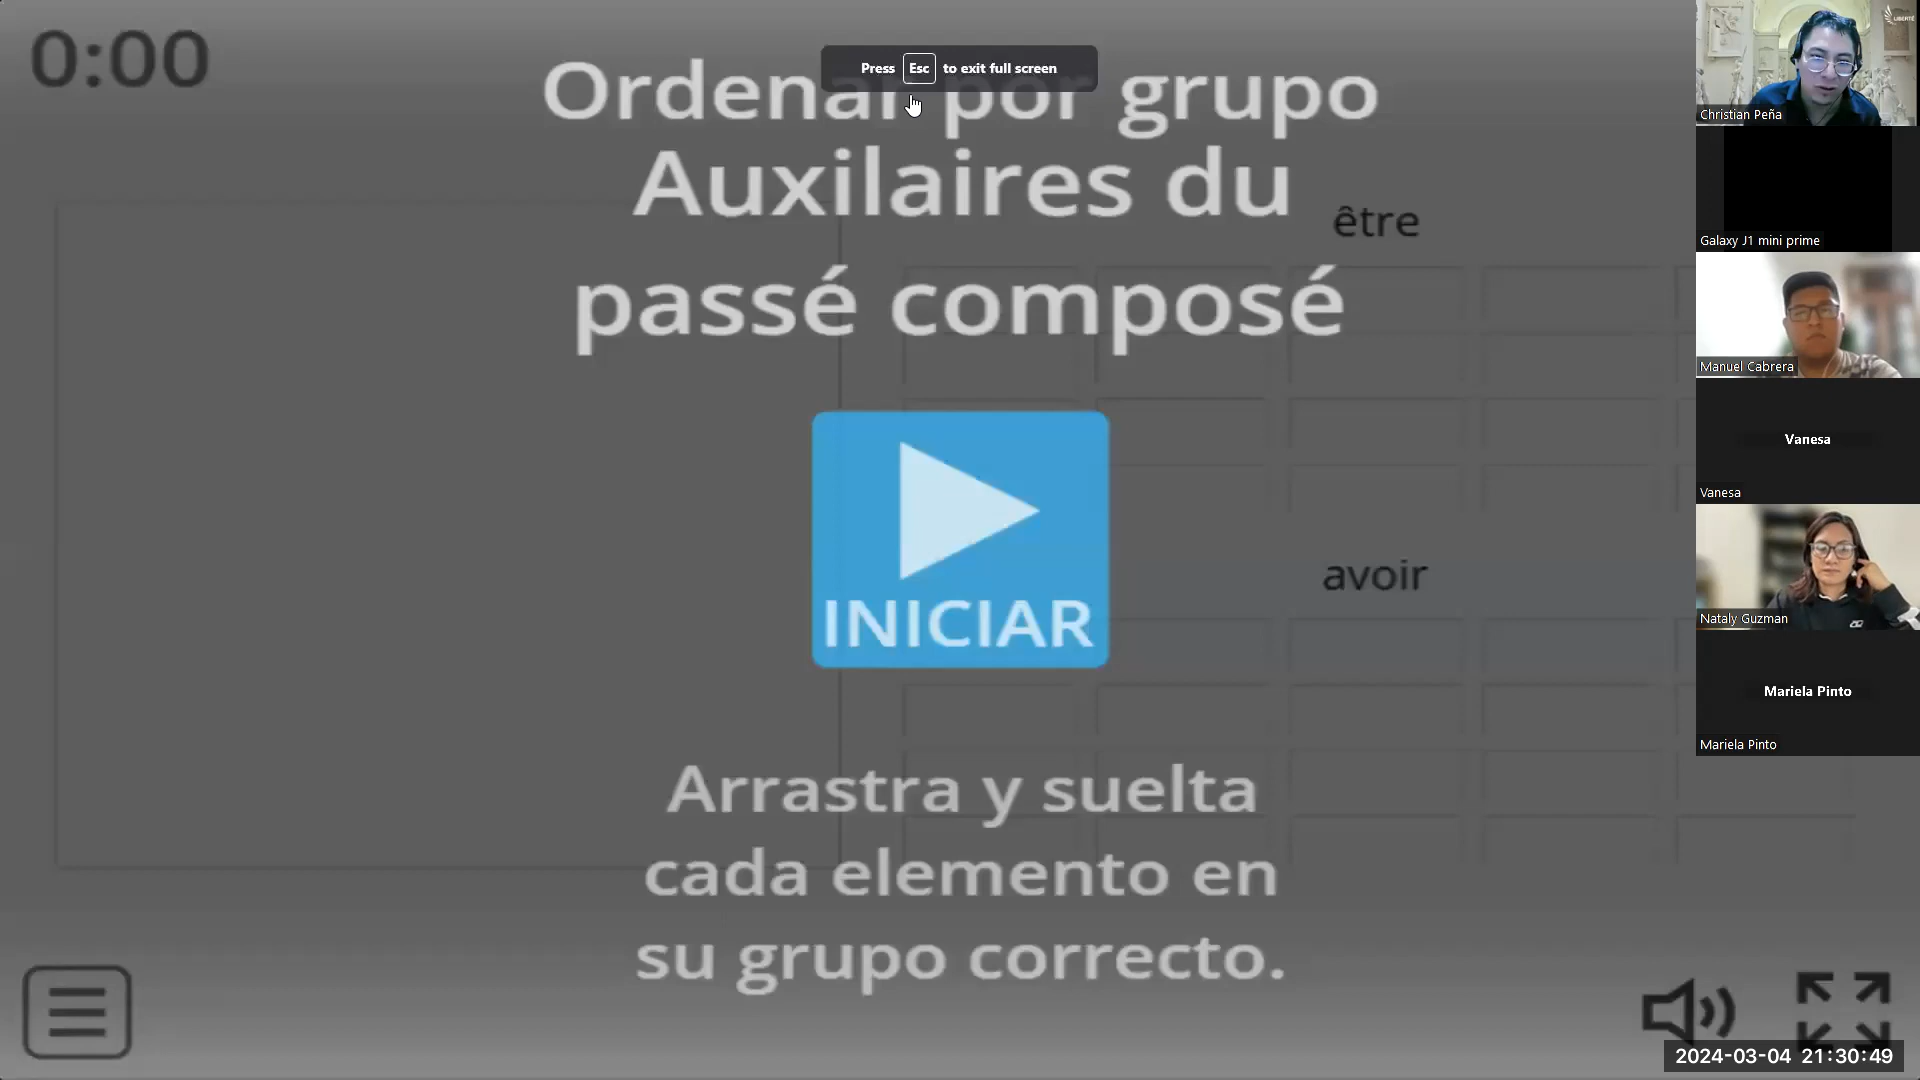 0:00
Press Esc to exit full screen
Ordenar por grupo
Auxilaires du
passé composé
être
INICIAR
avoir
Arrastra y suelta
cada elemento en
su grupo correcto.
LIBERTÉ
Christian Peña
Galaxy J1 mini prime
Manuel Cabrera
Vanesa
Vanesa
Nataly Guzman
Mariela Pinto
Mariela Pinto
2024-03-04 21:30:49